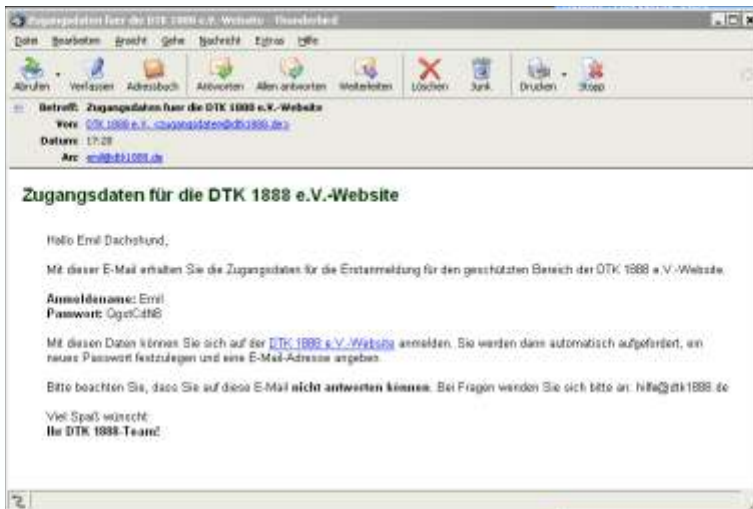 Zugangsdaten fuer die DTK 1888 e.V.-Website - Thunderbird
Datei Bearbeiten Ansicht Gehe Nachricht Extras Hilfe
Abrufen Verfassen Adressbuch Antworten Allen antworten Weiterleiten Löschen Junk Drucken Stopp
Betreff: Zugangsdaten fuer die DTK 1888 e.V.-Website
Von: DTK 1888 e.V. <zugangsdaten@dtk1888.de>
Datum: 17:28
An: emil@dtk1888.de
Zugangsdaten für die DTK 1888 e.V.-Website
Hallo Emil Dachshund,
Mit dieser E-Mail erhalten Sie die Zugangsdaten für die Erstanmeldung für den geschützten Bereich der DTK 1888 e.V.-Website.
Anmeldename: Emil
Passwort:
Mit diesen Daten können Sie sich auf der DTK 1888 e.V.-Website anmelden. Sie werden dann automatisch aufgefordert, ein
neues Passwort festzulegen und eine E-Mail-Adresse angeben.
Bitte beachten Sie, dass Sie auf diese E-Mail nicht antworten können. Bei Fragen wenden Sie sich bitte an: hilfe@dtk1888.de
Viel Spaß wünscht
Ihr DTK 1888-Team!